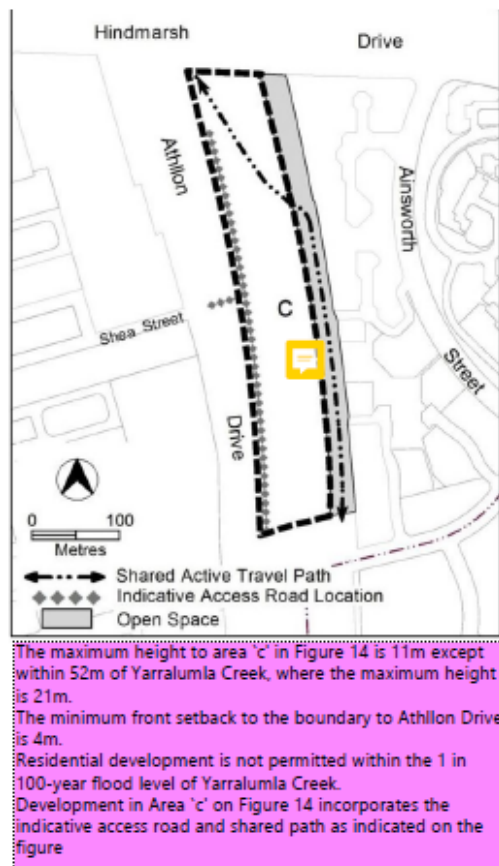 Hindmarsh
Drive
Athllon
Ainsworth
C
Shea Street
Street
Drive
0 100
Metres
Shared Active Travel Path
Indicative Access Road Location
Open Space
The maximum height to area `c' in Figure 14 is 11m except
within 52m of Yarralumla Creek, where the maximum height
is 21m.
The minimum front setback to the boundary to Athllon Drive
is 4m.
Residential development is not permitted within the 1 in
100-year flood level of Yarralumla Creek.
Development in Area `c' on Figure 14 incorporates the
indicative access road and shared path as indicated on the
figure